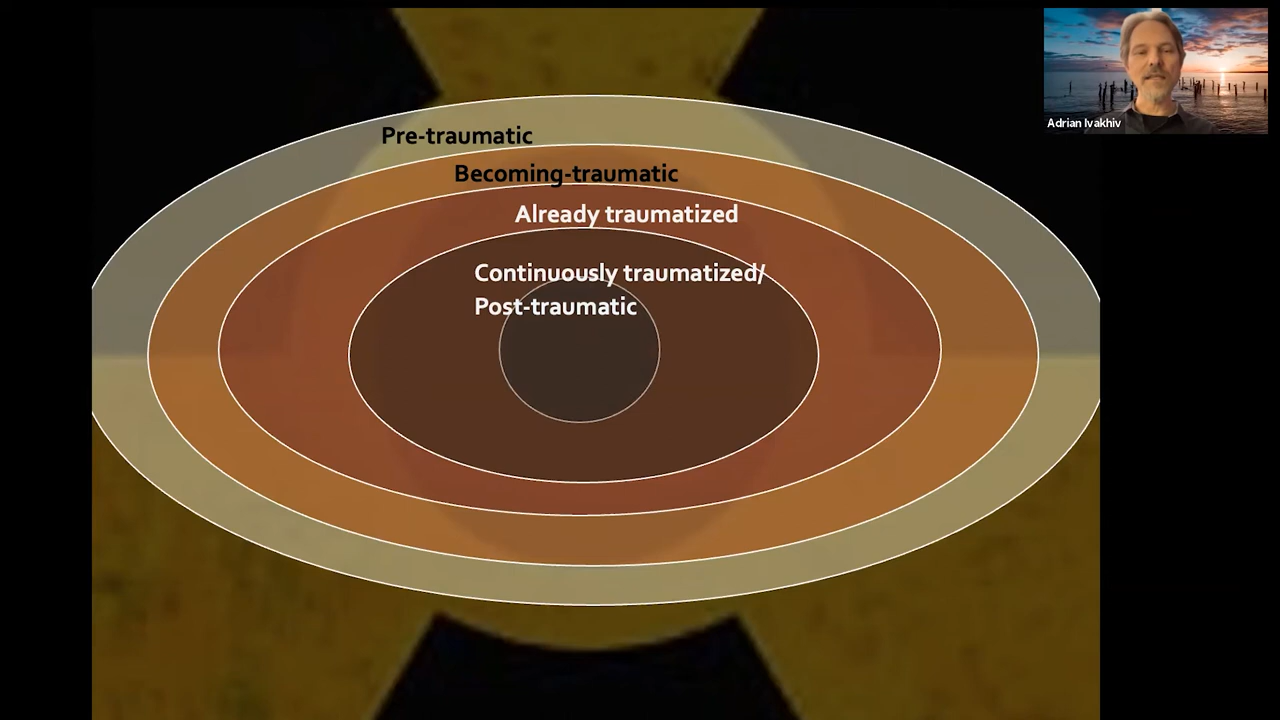 Pre-traumatic
Becoming-traumatic
Already traumatized
Continuously traumatized/
Post-traumatic
Adrian Ivakhiv